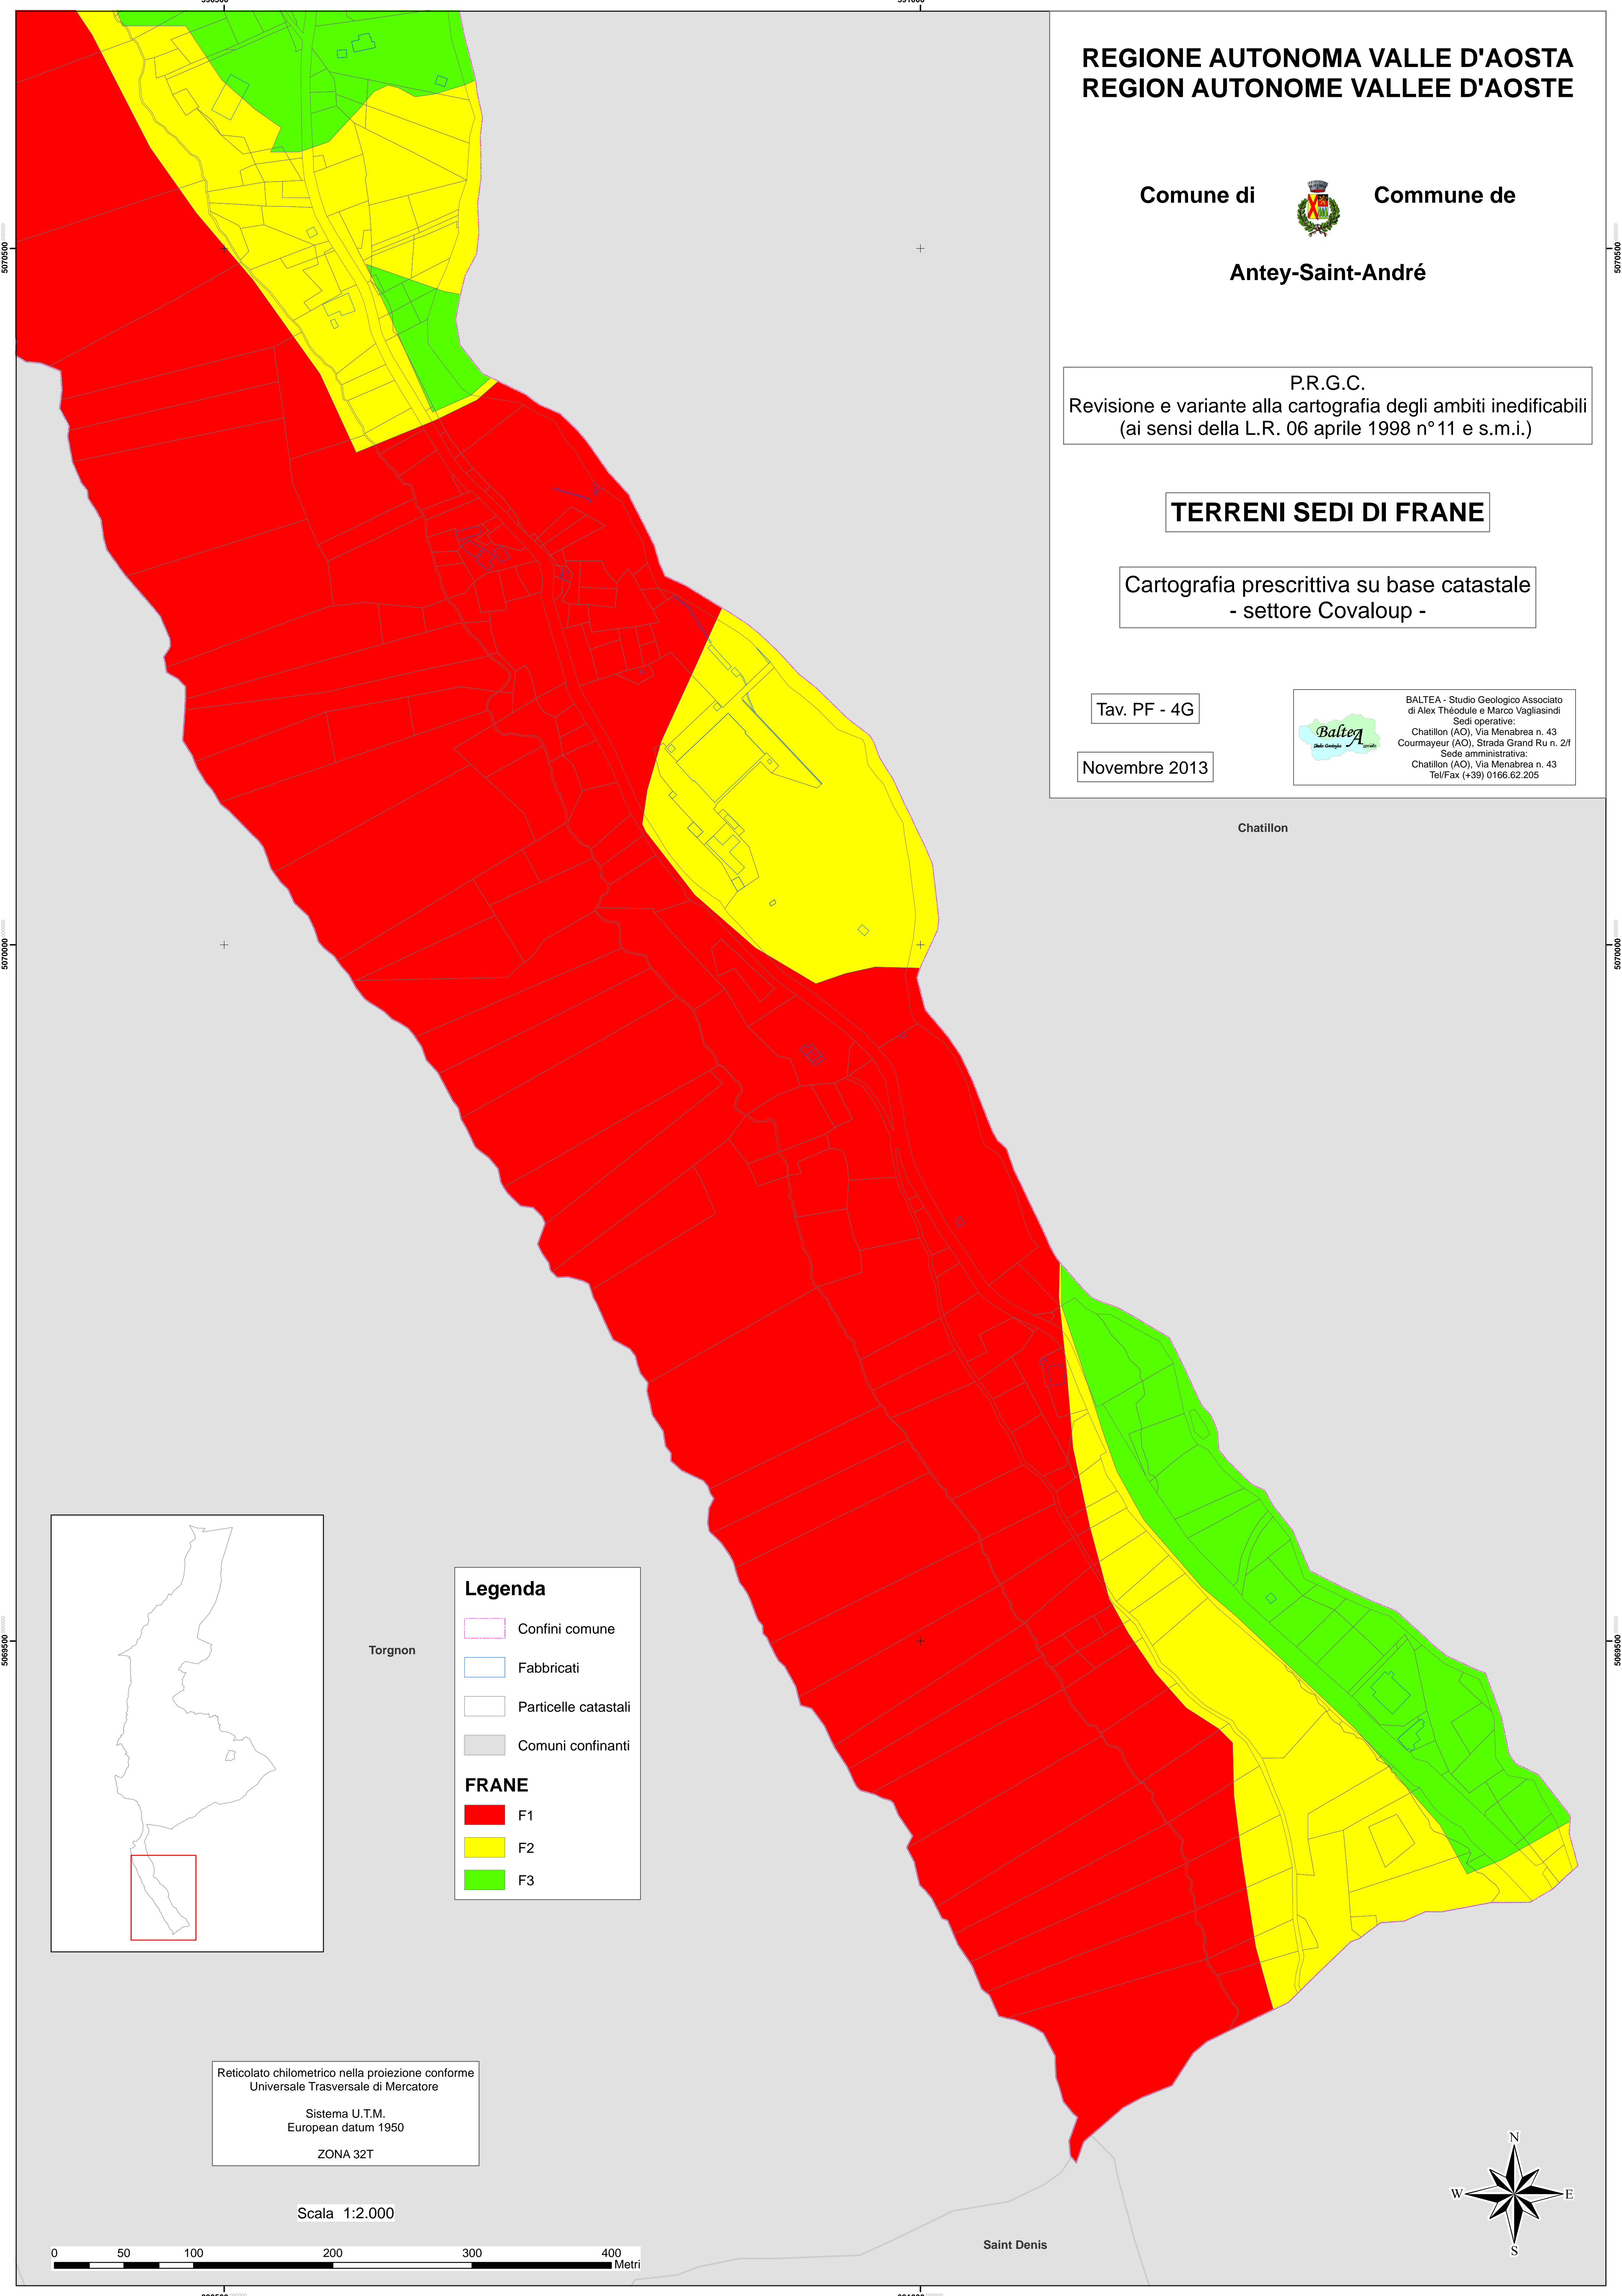 REGIONE AUTONOMA VALLE D'AOSTA
REGION AUTONOME VALLEE D'AOSTE
Comune di
Commune de
Antey-Saint-André
P.R.G.C.
Revisione e variante alla cartografia degli ambiti inedificabili
(ai sensi della L.R. 06 aprile 1998 n°11 e s.m.i.)
TERRENI SEDI DI FRANE
Cartografia prescrittiva su base catastale
- settore Covaloup -
Tav. PF - 4G
Novembre 2013
BalteA
Studio Geologico
BALTEA - Studio Geologico Associato
di Alex Théodule e Marco Vagliasindi
Sedi operative:
Chatillon (AO), Via Menabrea n. 43
Courmayeur (AO), Strada Grand Ru n. 2/f
Sede amministrativa:
Chatillon (AO), Via Menabrea n. 43
Tel/Fax (+39) 0166.62.205
5070500
5070500
Chatillon
5070000
5070000
5069500
5069500
Torgnon
Legenda
Confini comune
Fabbricati
Particelle catastali
Comuni confinanti
FRANE
F1
F2
F3
Reticolato chilometrico nella proiezione conforme
Universale Trasversale di Mercatore
Sistema U.T.M.
European datum 1950
ZONA 32T
Scala 1:2.000
0 50 100 200 300 400
Metri
Saint Denis
N
W E
S